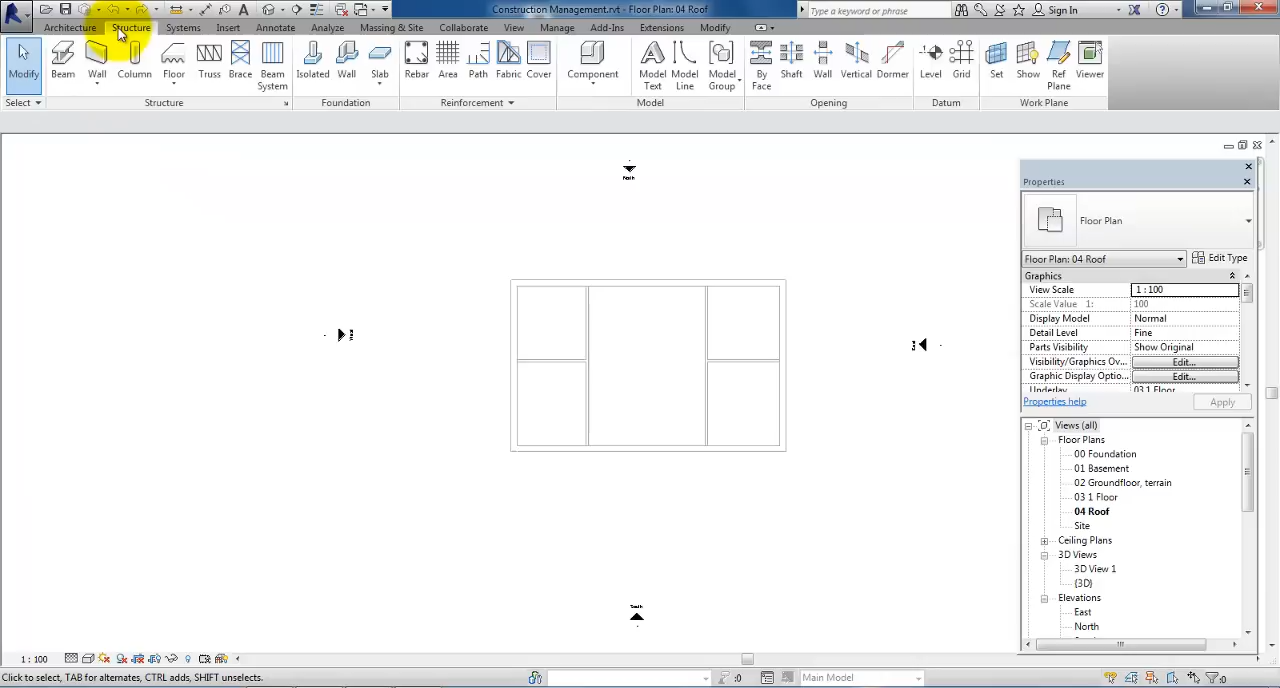 Construction Management.rvt - Floor Plan: 04 Roof
Type a keyword or phrase
Sign In
Architecture Structure Systems Insert Annotate Analyze Massing & Site Collaborate View Manage Add-Ins Extensions Modify
Modify Beam Wall Column Floor Truss Brace Beam System Isolated Wall Slab Rebar Area Path Fabric Cover Component Model Text Model Line Model Group By Face Shaft Wall Vertical Dormer Level Grid Set Show Ref Plane Viewer
Select Structure Foundation Reinforcement Model Opening Datum Work Plane
North
Properties
Floor Plan
Floor Plan: 04 Roof Edit Type
Graphics
View Scale 1 : 100
Scale Value 1: 100
Display Model Normal
Detail Level Fine
Parts Visibility Show Original
Visibility/Graphics Ov... Edit...
Graphic Display Optio... Edit...
Underlay 03 1 Floor
Properties help Apply
Views (all)
Floor Plans
00 Foundation
01 Basement
02 Groundfloor, terrain
03 1 Floor
04 Roof
Site
Ceiling Plans
3D Views
3D View 1
{3D}
Elevations
East
North
South
1 : 100
Click to select, TAB for alternates, CTRL adds, SHIFT unselects.
:0
Main Model
:0